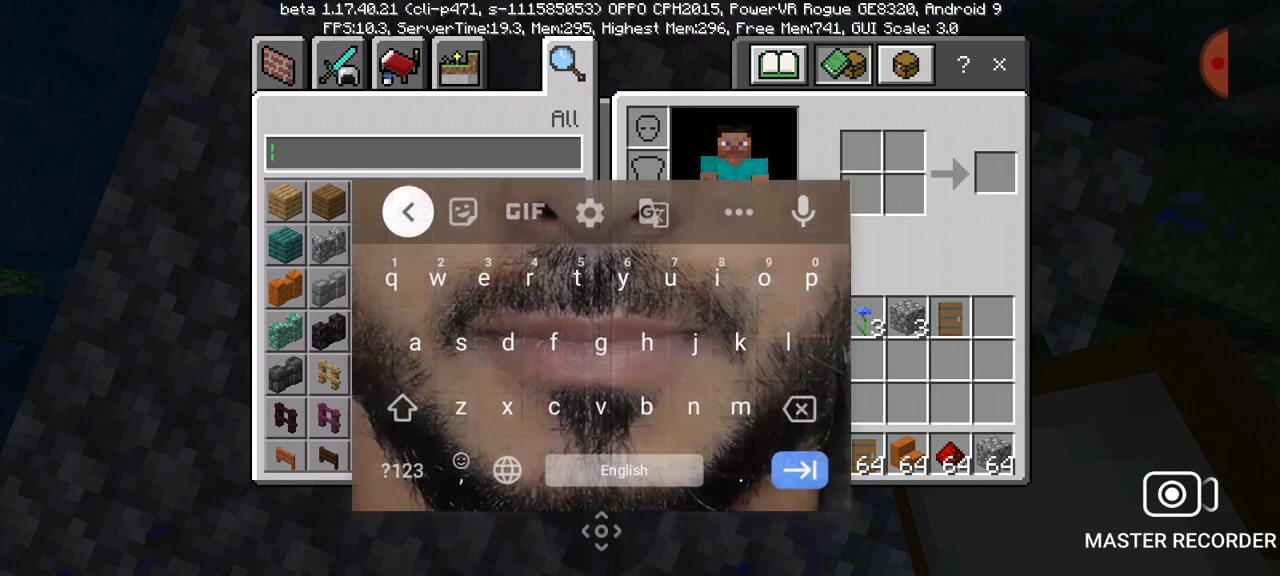 beta 1.17.40.21 (cli-p471, s-111585053) OPPO CPH2015, PowerVR Rogue GE8320, Android 9
FPS:10.3, ServerTime:19.3, Mem:295, Highest Mem:296, Free Mem:741, GUI Scale: 3.0
? ×
All
GIF G
1 2 3 4 5 6 7 8 9 0
q w e r t y u i o p
3 3
a s d f g h j k l
z x c v b n m
?123 , English .
64 64 64 64
MASTER RECORDER